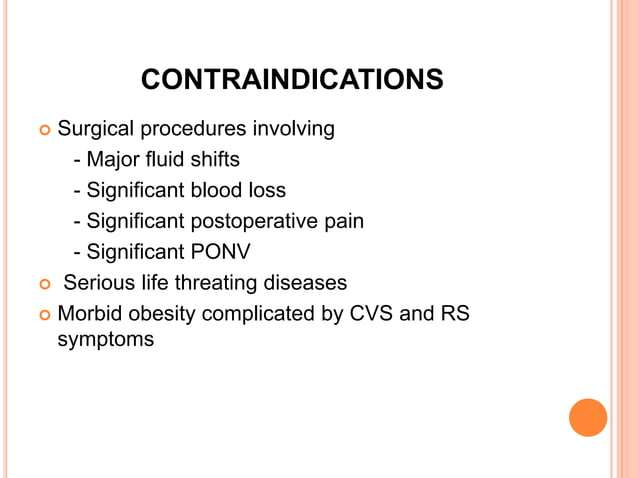 CONTRAINDICATIONS
Surgical procedures involving
- Major fluid shifts
- Significant blood loss
- Significant postoperative pain
- Significant PONV
Serious life threating diseases
Morbid obesity complicated by CVS and RS
symptoms